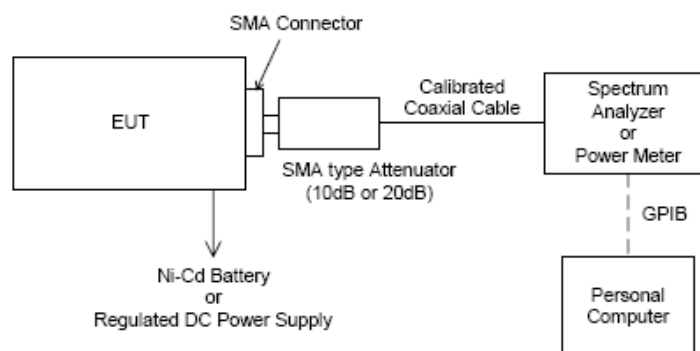 SMA Connector
EUT
SMA type Attenuator
(10dB or 20dB)
Calibrated
Coaxial Cable
Spectrum
Analyzer
or
Power Meter
GPIB
Ni-Cd Battery
or
Regulated DC Power Supply
Personal
Computer